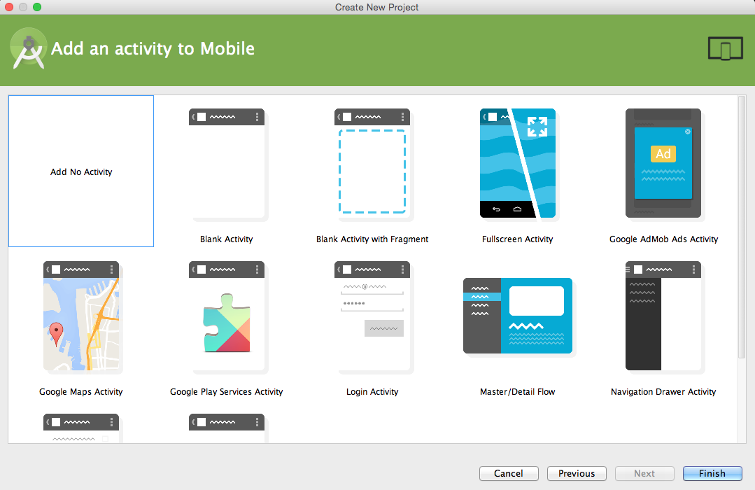 Create New Project
Add an activity to Mobile
Add No Activity
Blank Activity
Blank Activity with Fragment
Fullscreen Activity
Ad
Google AdMob Ads Activity
Google Maps Activity
Google Play Services Activity
Login Activity
Master/Detail Flow
Navigation Drawer Activity
Cancel
Previous
Next
Finish